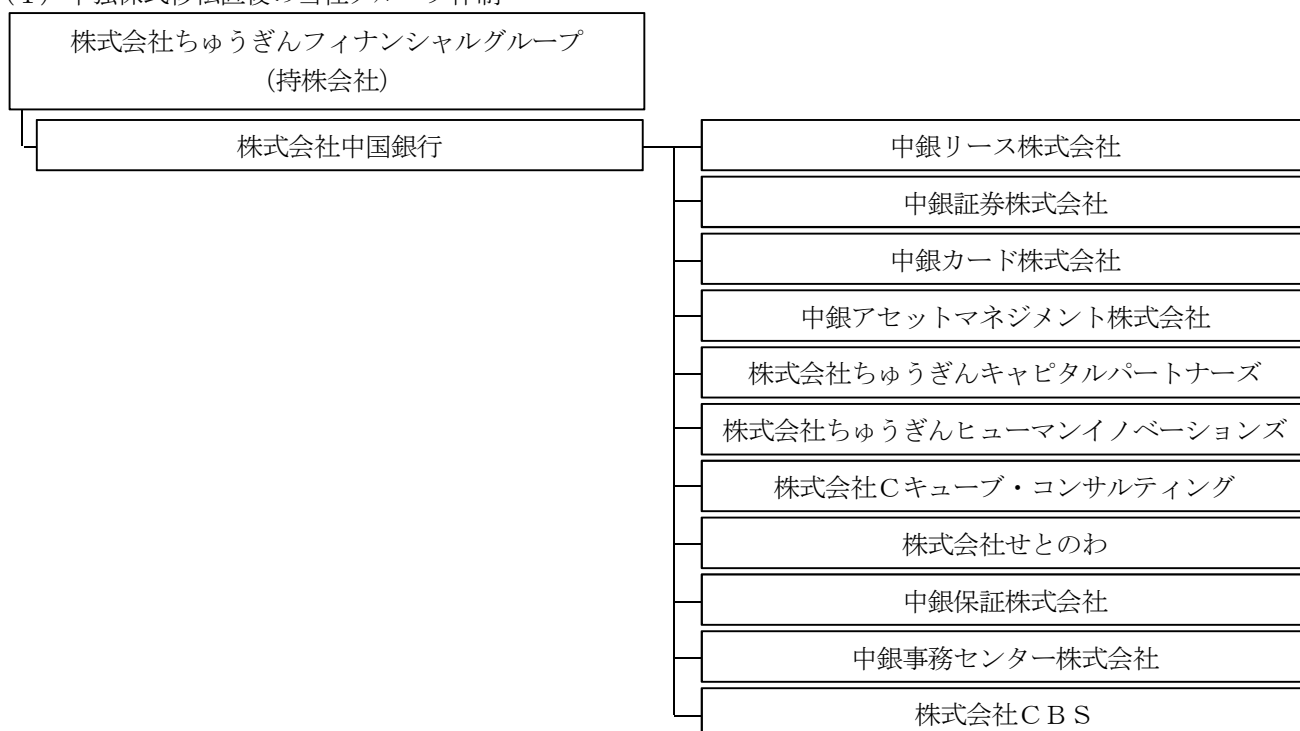 株式会社ちゅうぎんフィナンシャルグループ
（持株会社）
株式会社中国銀行
中銀リース株式会社
中銀証券株式会社
中銀カード株式会社
中銀アセットマネジメント株式会社
株式会社ちゅうぎんキャピタルパートナーズ
株式会社ちゅうぎんヒューマンイノベーションズ
株式会社Ｃキューブ・コンサルティング
株式会社せとのわ
中銀保証株式会社
中銀事務センター株式会社
株式会社ＣＢＳ